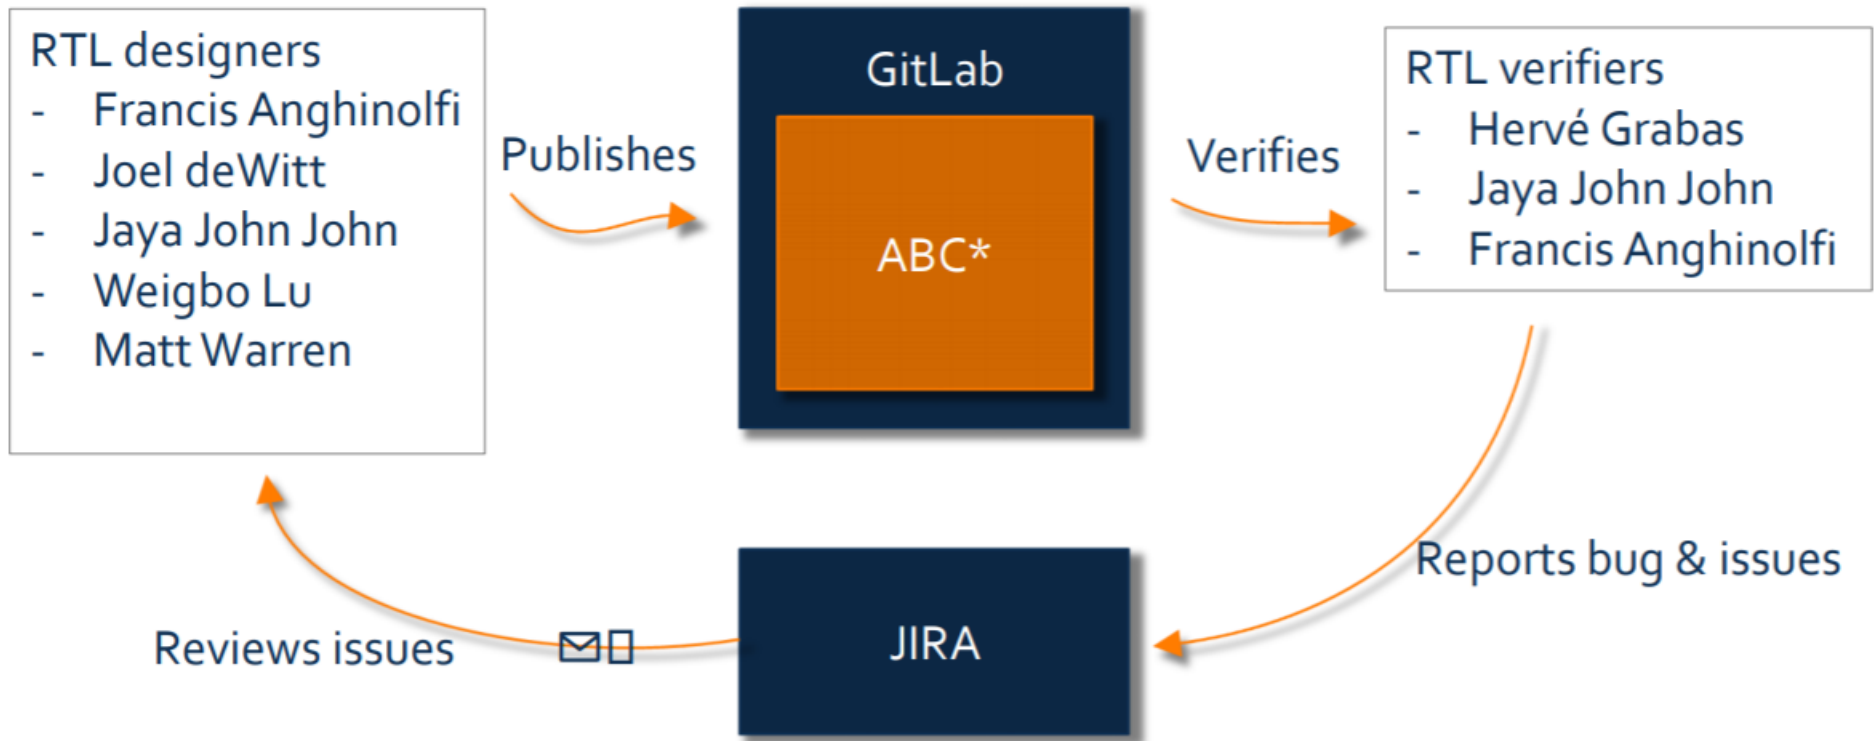 RTL designers
- Francis Anghinolfi
- Joel deWitt
- Jaya John John
- Weigbo Lu
- Matt Warren
Publishes
GitLab
ABC*
Verifies
RTL verifiers
- Hervé Grabas
- Jaya John John
- Francis Anghinolfi
Reports bug & issues
JIRA
Reviews issues